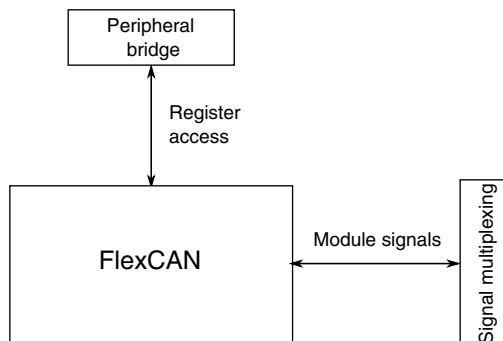 Peripheral
bridge
Register
access
FlexCAN
Module signals
Signal multiplexing